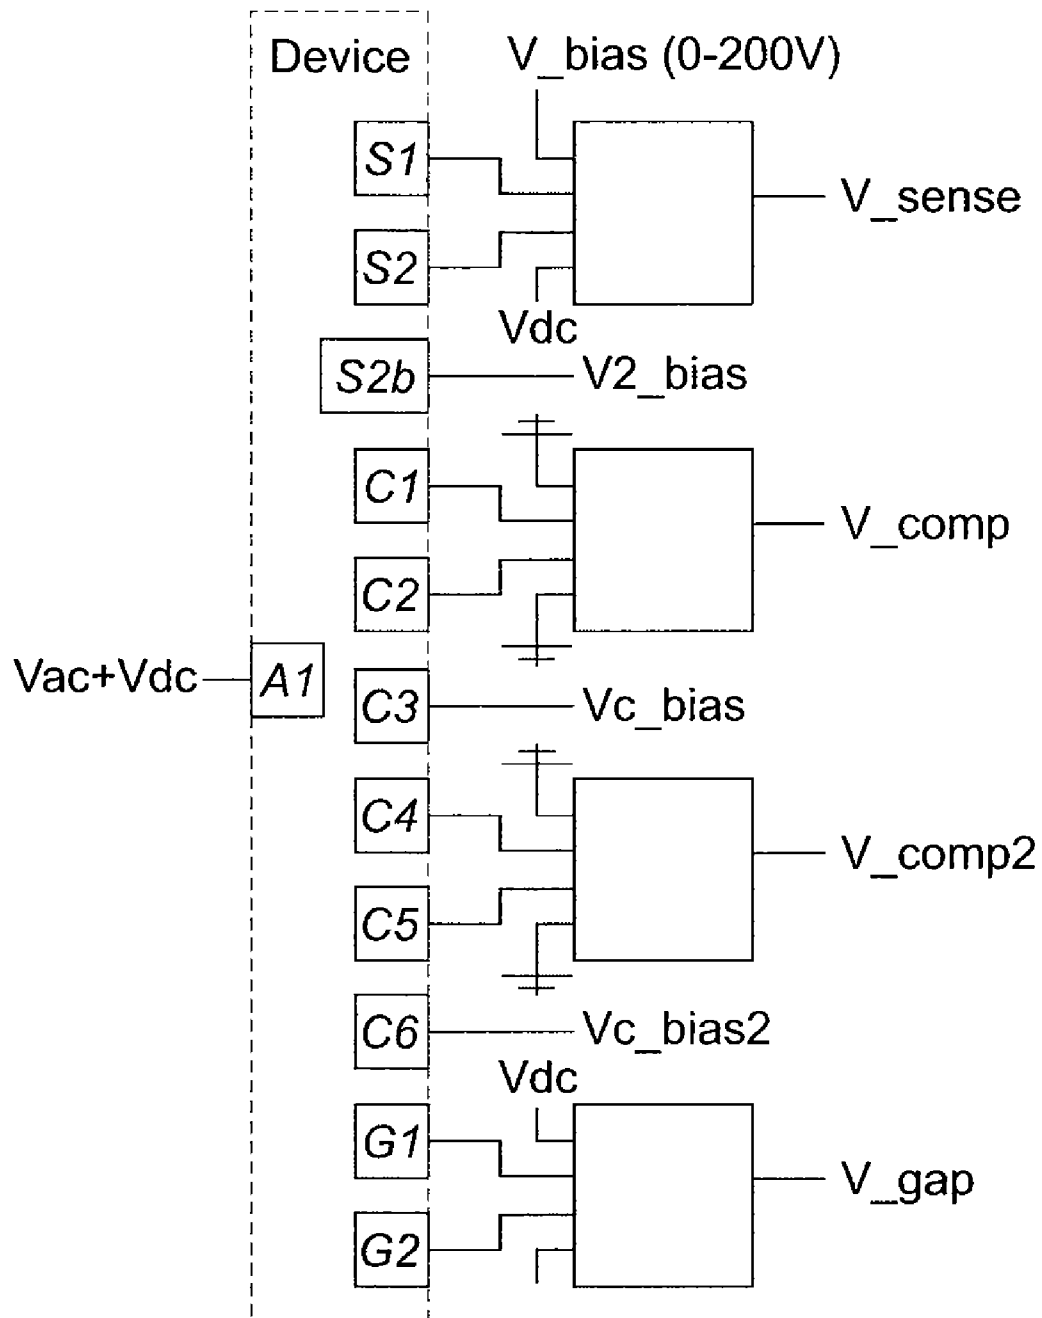 Device
V_bias (0-200V)
S1
V_sense
S2
Vdc
S2b
V2_bias
C1
V_comp
C2
Vac+Vdc
A1
C3
Vc_bias
C4
V_comp2
C5
C6
Vc_bias2
Vdc
G1
V_gap
G2